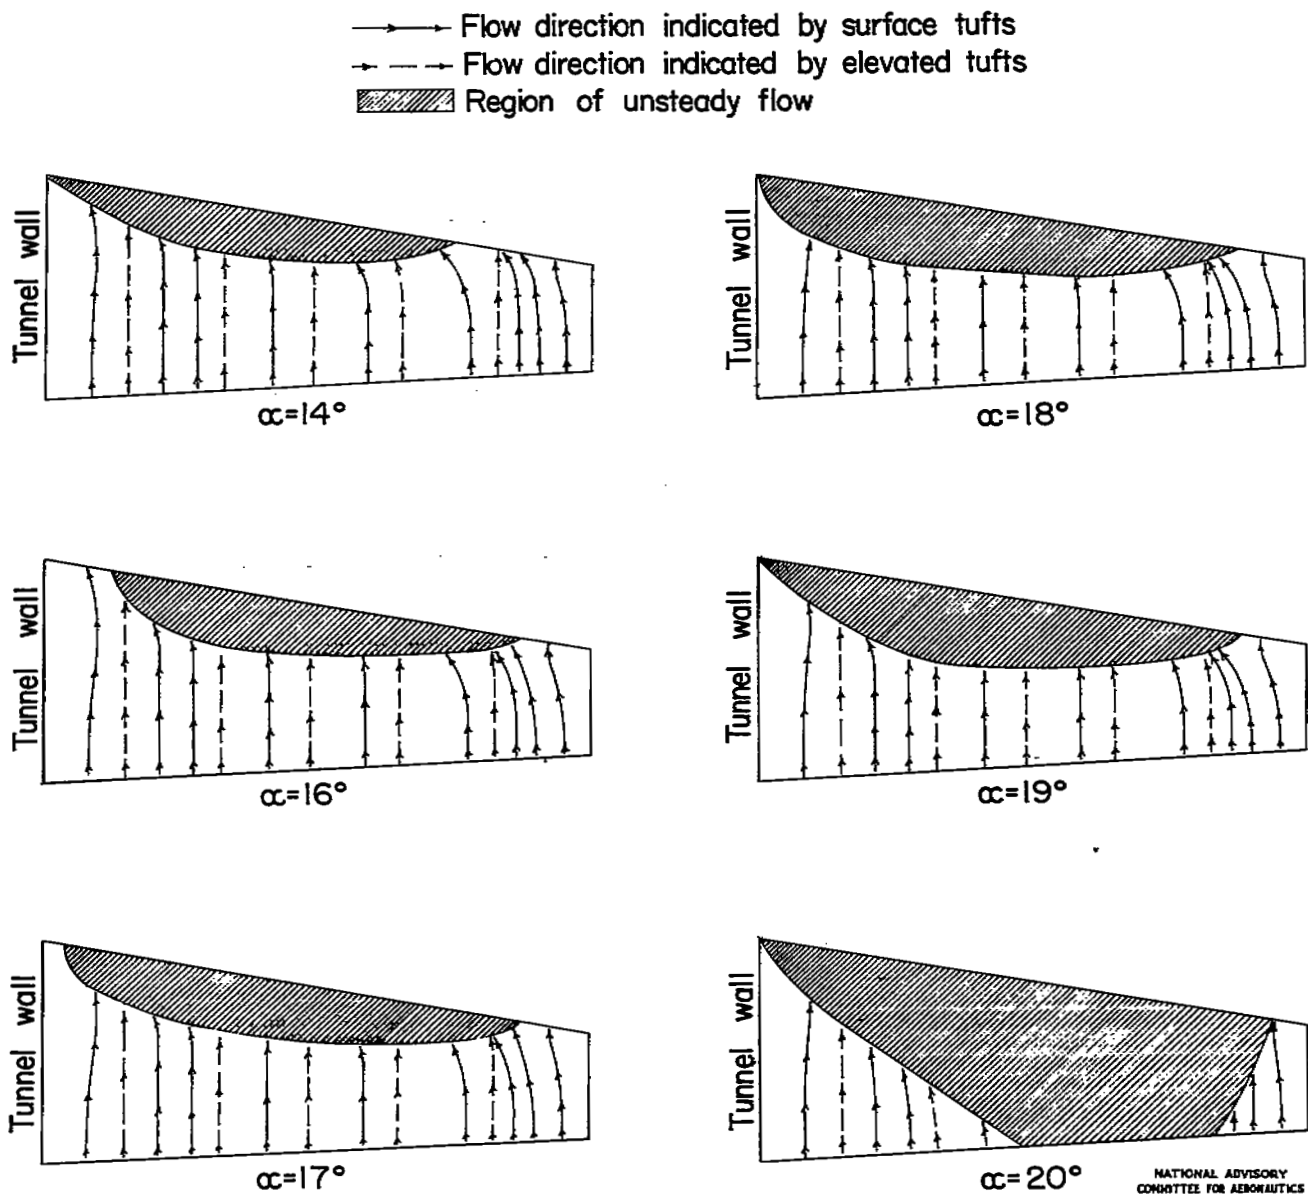 Flow direction indicated by surface tufts
Flow direction indicated by elevated tufts
Region of unsteady flow
Tunnel wall
α=14°
Tunnel wall
α=18°
Tunnel wall
α=16°
Tunnel wall
α=19°
Tunnel wall
α=17°
Tunnel wall
α=20°
NATIONAL ADVISORY
COMMITTEE FOR AERONAUTICS